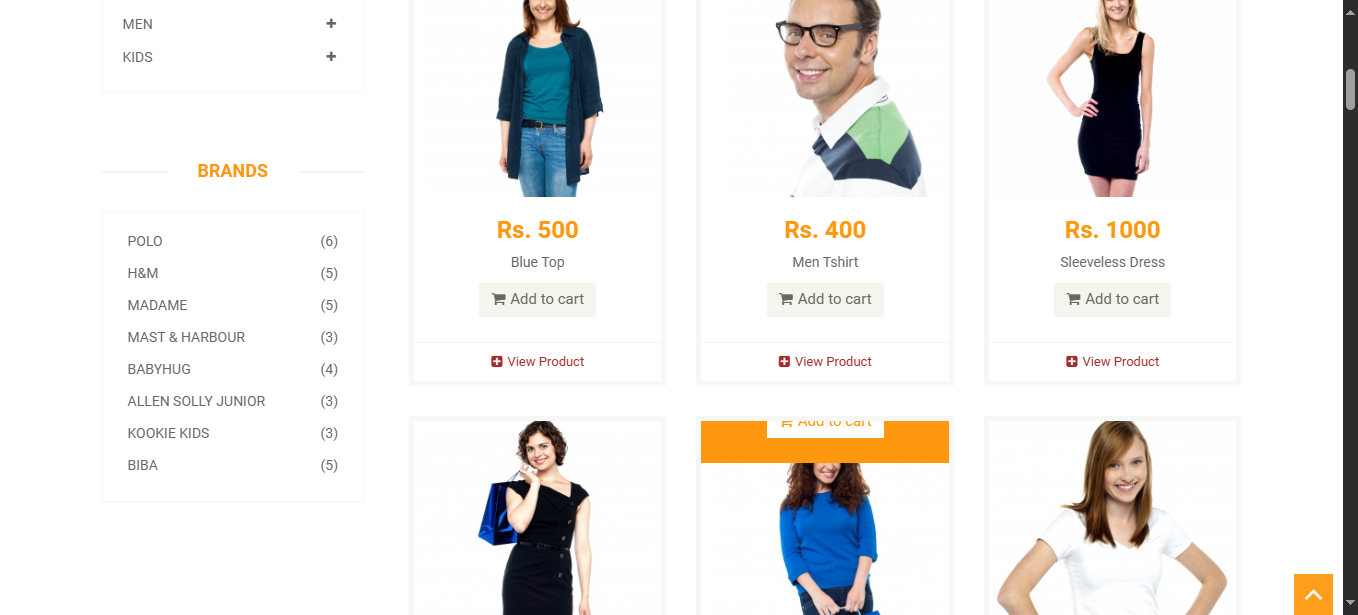 MEN
KIDS
BRANDS
POLO (6)
H&M (5)
MADAME (5)
MAST & HARBOUR (3)
BABYHUG (4)
ALLEN SOLLY JUNIOR (3)
KOOKIE KIDS (3)
BIBA (5)
Rs. 500
Blue Top
Add to cart
View Product
Rs. 400
Men Tshirt
Add to cart
View Product
Rs. 1000
Sleeveless Dress
Add to cart
View Product
Add to cart